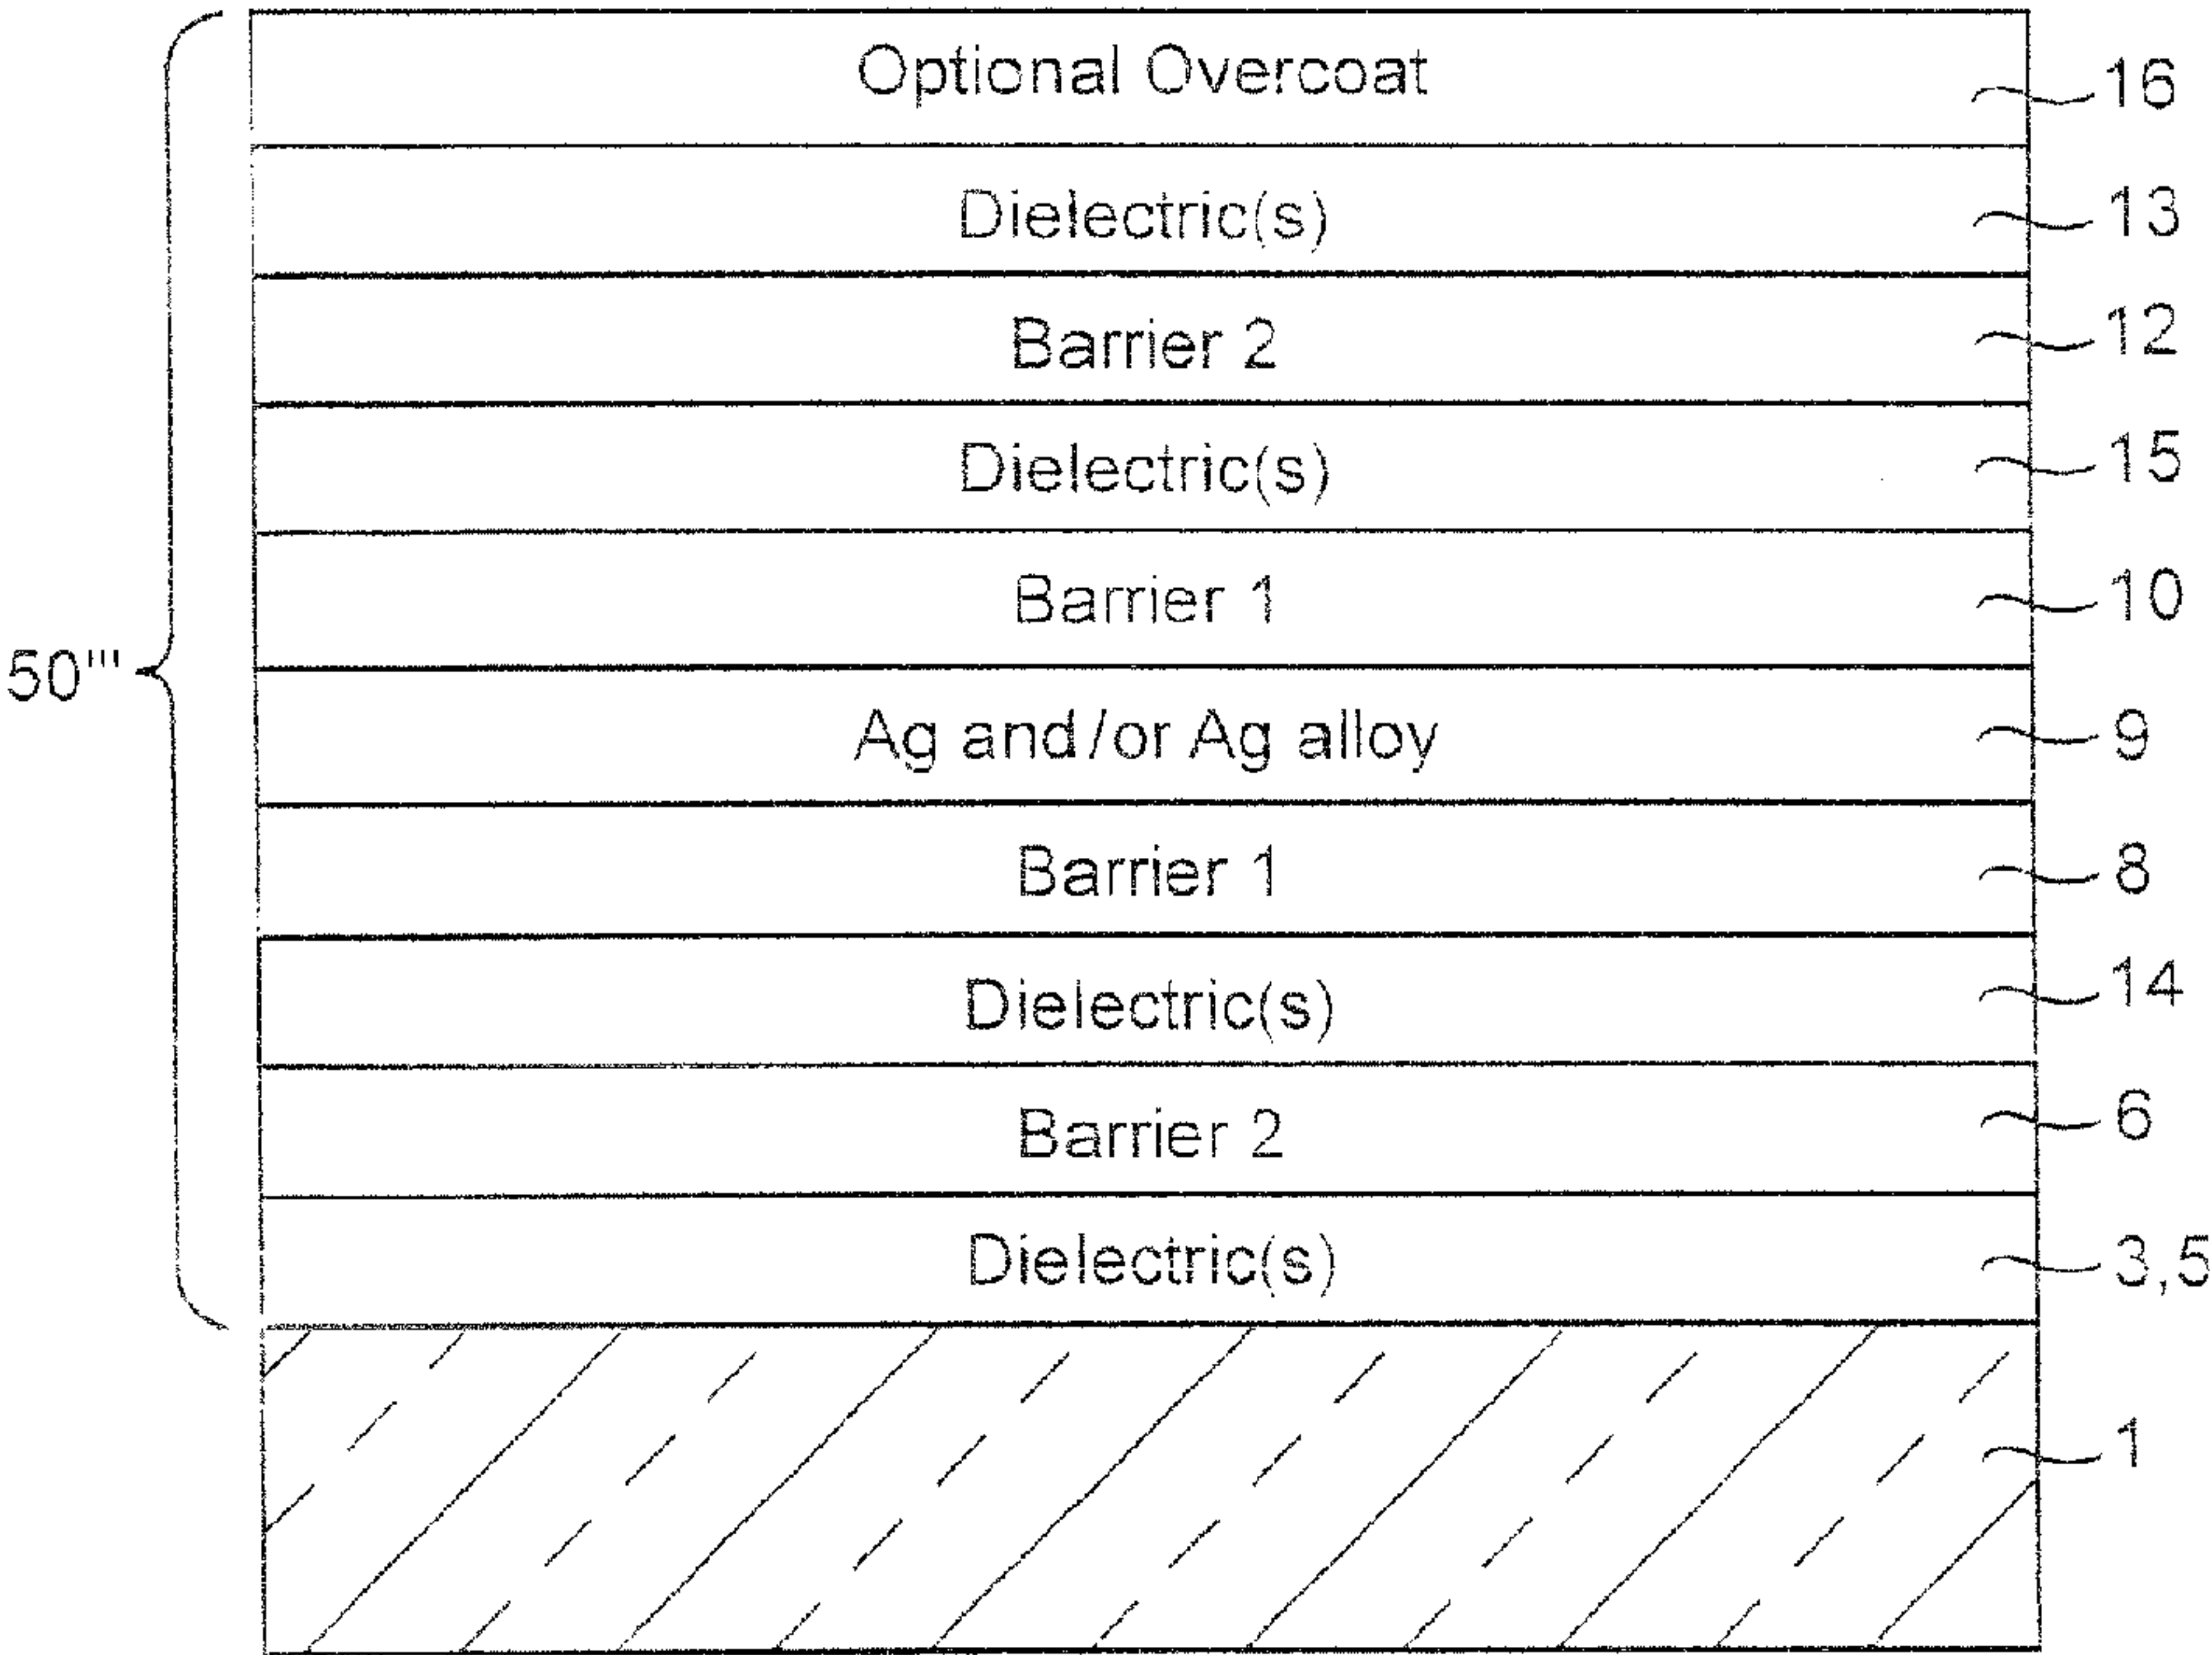 Optional Overcoat 16
Dielectric(s) 13
Barrier 2 12
Dielectric(s) 15
Barrier 1 10
50'''
Ag and/or Ag alloy 9
Barrier 1 8
Dielectric(s) 14
Barrier 2 6
Dielectric(s) 3,5
1